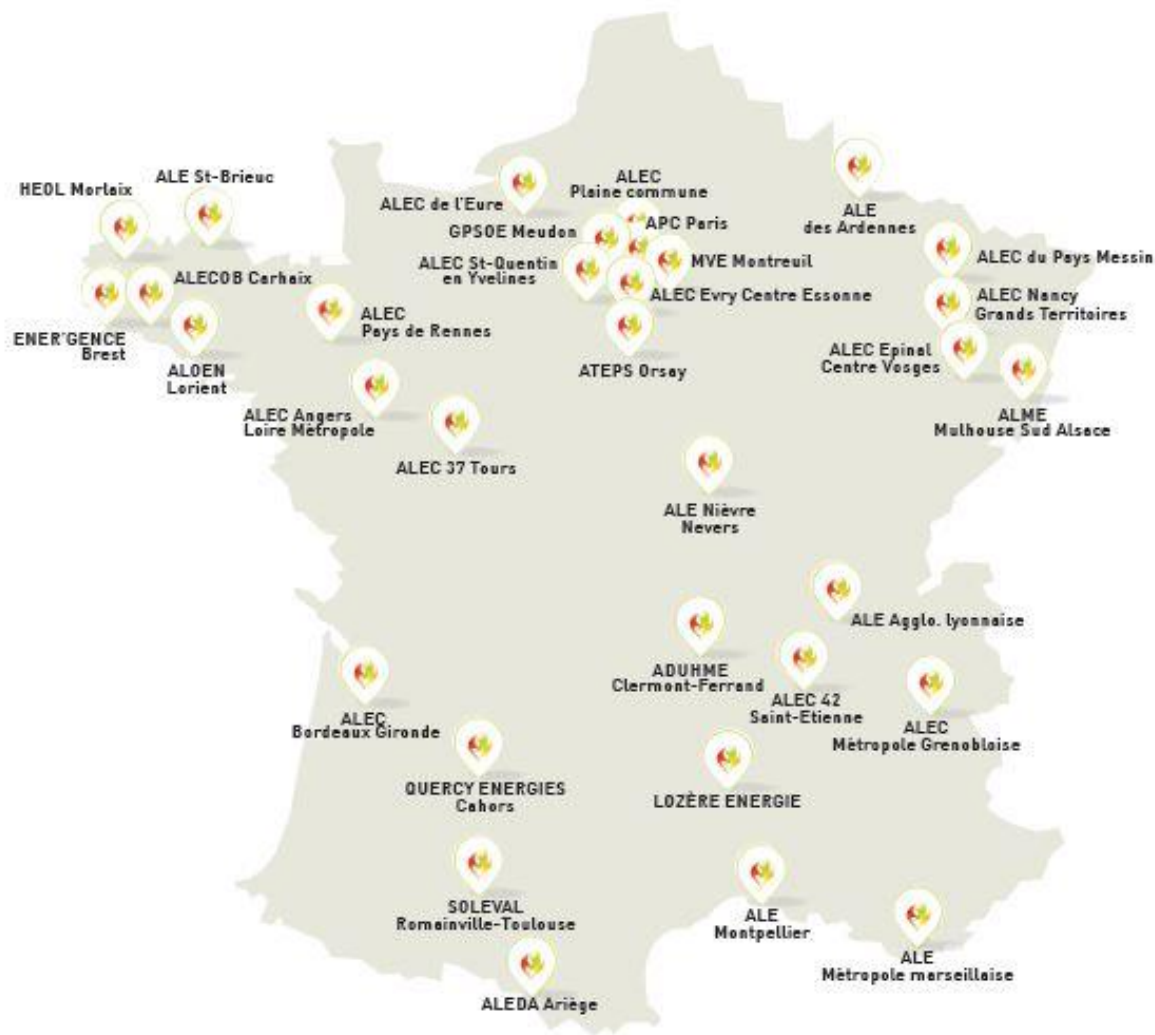 HEOL Morlaix
ALE St-Brieuc
ALECOB Carhaix
ENER'GENCE
Brest
ALOEN
Lorient
ALEC
Pays de Rennes
ALEC Angers
Loire Métropole
ALEC 37 Tours
ALEC de l'Eure
ALEC
Plaine commune
GPSOE Meudon
APC Paris
ALEC St-Quentin
en Yvelines
MVE Montreuil
ALEC Evry Centre Essonne
ATEPS Orsay
ALE
des Ardennes
ALEC du Pays Messin
ALEC Nancy
Grands Territoires
ALEC Epinal
Centre Vosges
ALME
Mulhouse Sud Alsace
ALE Nièvre
Nevers
ALE Agglo. lyonnaise
ADUHME
Clermont-Ferrand
ALEC 42
Saint-Etienne
ALEC
Métropole Grenobloise
ALEC
Bordeaux Gironde
QUERCY ENERGIES
Cahors
LOZÈRE ENERGIE
SOLEVAL
Romainville-Toulouse
ALE
Montpellier
ALE
Métropole marseillaise
ALEDA Ariège